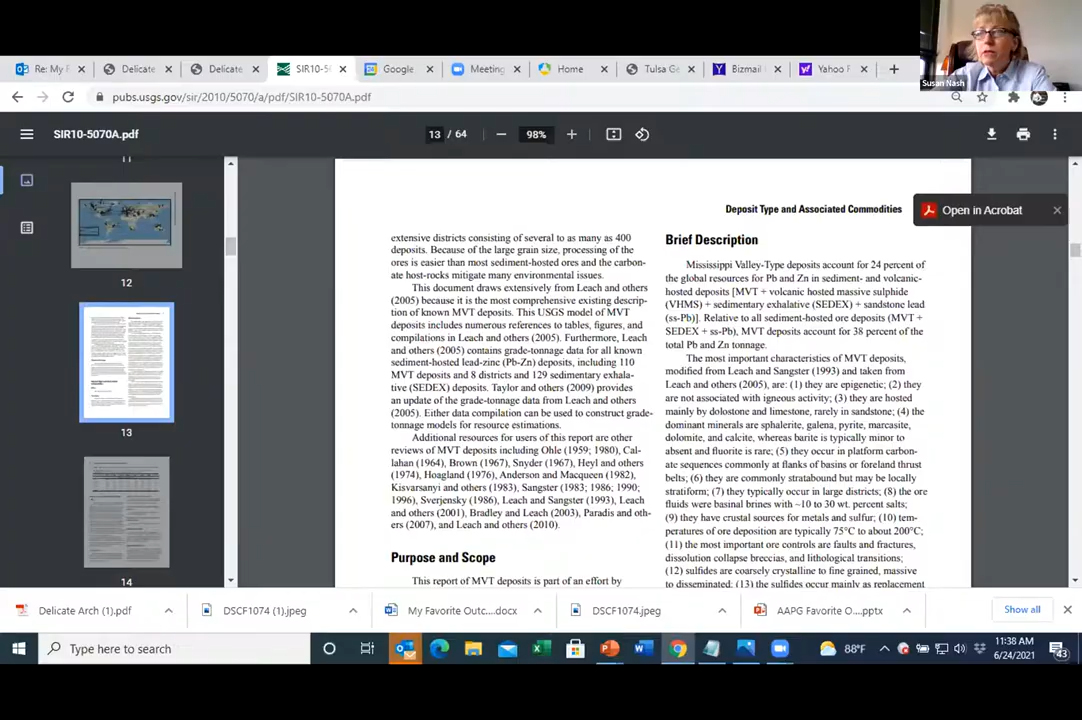 Susan Nash
Re: My F
Delicate
Delicate
SIR10-5
Google
Meeting
Home
Tulsa Ge
Bizmail
Yahoo
pubs.usgs.gov/sir/2010/5070/a/pdf/SIR10-5070A.pdf
SIR10-5070A.pdf
13 / 64
98%
11
12
13
14
Deposit Type and Associated Commodities
Open in Acrobat
extensive districts consisting of several to as many as 400
deposits. Because of the large grain size, processing of the
ores is easier than most sediment-hosted ores and the carbon-
ate host-rocks mitigate many environmental issues.
This document draws extensively from Leach and others
(2005) because it is the most comprehensive existing descrip-
tion of known MVT deposits. This USGS model of MVT
deposits includes numerous references to tables, figures, and
compilations in Leach and others (2005). Furthermore, Leach
and others (2005) contains grade-tonnage data for all known
sediment-hosted lead-zinc (Pb-Zn) deposits, including 110
MVT deposits and 8 districts and 129 sedimentary exhala-
tive (SEDEX) deposits. Taylor and others (2009) provides
an update of the grade-tonnage data from Leach and others
(2005). Either data compilation can be used to construct grade-
tonnage models for resource estimations.
Additional resources for users of this report are other
reviews of MVT deposits including Ohle (1959; 1980), Cal-
lahan (1964), Brown (1967), Snyder (1967), Heyl and others
(1974), Hoagland (1976), Anderson and Macqueen (1982),
Kisvarsanyi and others (1983), Sangster (1983; 1986; 1990;
1996), Sverjensky (1986), Leach and Sangster (1993), Leach
and others (2001), Bradley and Leach (2003), Paradis and oth-
ers (2007), and Leach and others (2010).
Purpose and Scope
This report of MVT deposits is part of an effort by
Brief Description
Mississippi Valley-Type deposits account for 24 percent of
the global resources for Pb and Zn in sediment- and volcanic-
hosted deposits [MVT + volcanic hosted massive sulphide
(VHMS) + sedimentary exhalative (SEDEX) + sandstone lead
(ss-Pb)]. Relative to all sediment-hosted ore deposits (MVT +
SEDEX + ss-Pb), MVT deposits account for 38 percent of the
total Pb and Zn tonnage.
The most important characteristics of MVT deposits,
modified from Leach and Sangster (1993) and taken from
Leach and others (2005), are: (1) they are epigenetic; (2) they
are not associated with igneous activity; (3) they are hosted
mainly by dolostone and limestone, rarely in sandstone; (4) the
dominant minerals are sphalerite, galena, pyrite, marcasite,
dolomite, and calcite, whereas barite is typically minor to
absent and fluorite is rare; (5) they occur in platform carbon-
ate sequences commonly at flanks of basins or foreland thrust
belts; (6) they are commonly stratabound but may be locally
stratiform; (7) they typically occur in large districts; (8) the ore
fluids were basinal brines with ~10 to 30 wt. percent salts;
(9) they have crustal sources for metals and sulfur; (10) tem-
peratures of ore deposition are typically 75°C to about 200°C;
(11) the most important ore controls are faults and fractures,
dissolution collapse breccias, and lithological transitions;
(12) sulfides are coarsely crystalline to fine grained, massive
to disseminated; (13) the sulfides occur mainly as replacement
Delicate Arch (1).pdf
DSCF1074 (1).jpeg
My Favorite Outc....docx
DSCF1074.jpeg
AAPG Favorite O....pptx
Show all
Type here to search
88°F
11:38 AM
6/24/2021
43